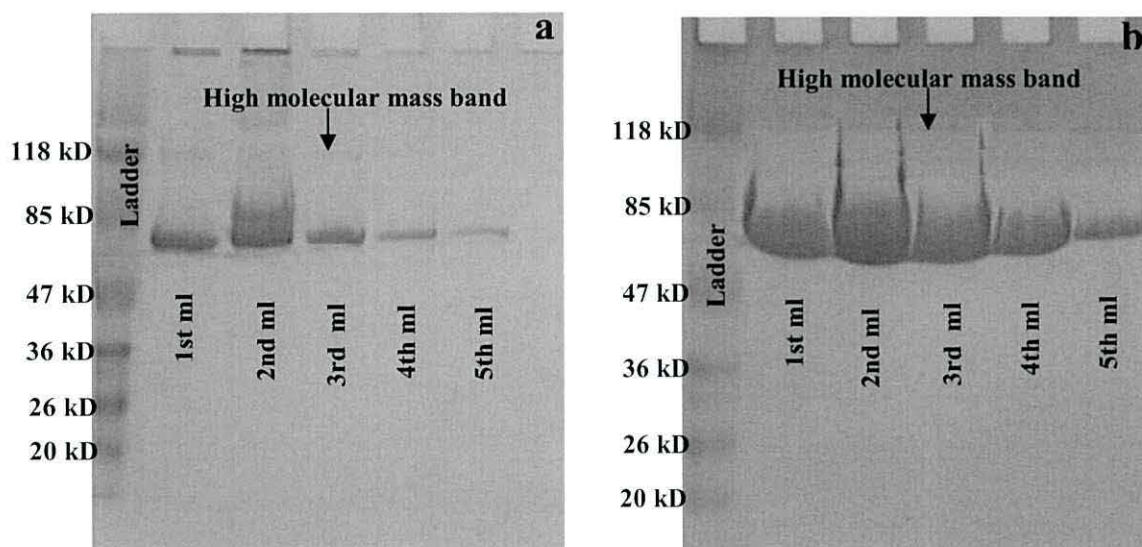 a
High molecular mass band
118 kD
85 kD
47 kD
36 kD
26 kD
20 kD
Ladder
1st ml
2nd ml
3rd ml
4th ml
5th ml
b
High molecular mass band
118 kD
85 kD
47 kD
36 kD
26 kD
20 kD
Ladder
1st ml
2nd ml
3rd ml
4th ml
5th ml